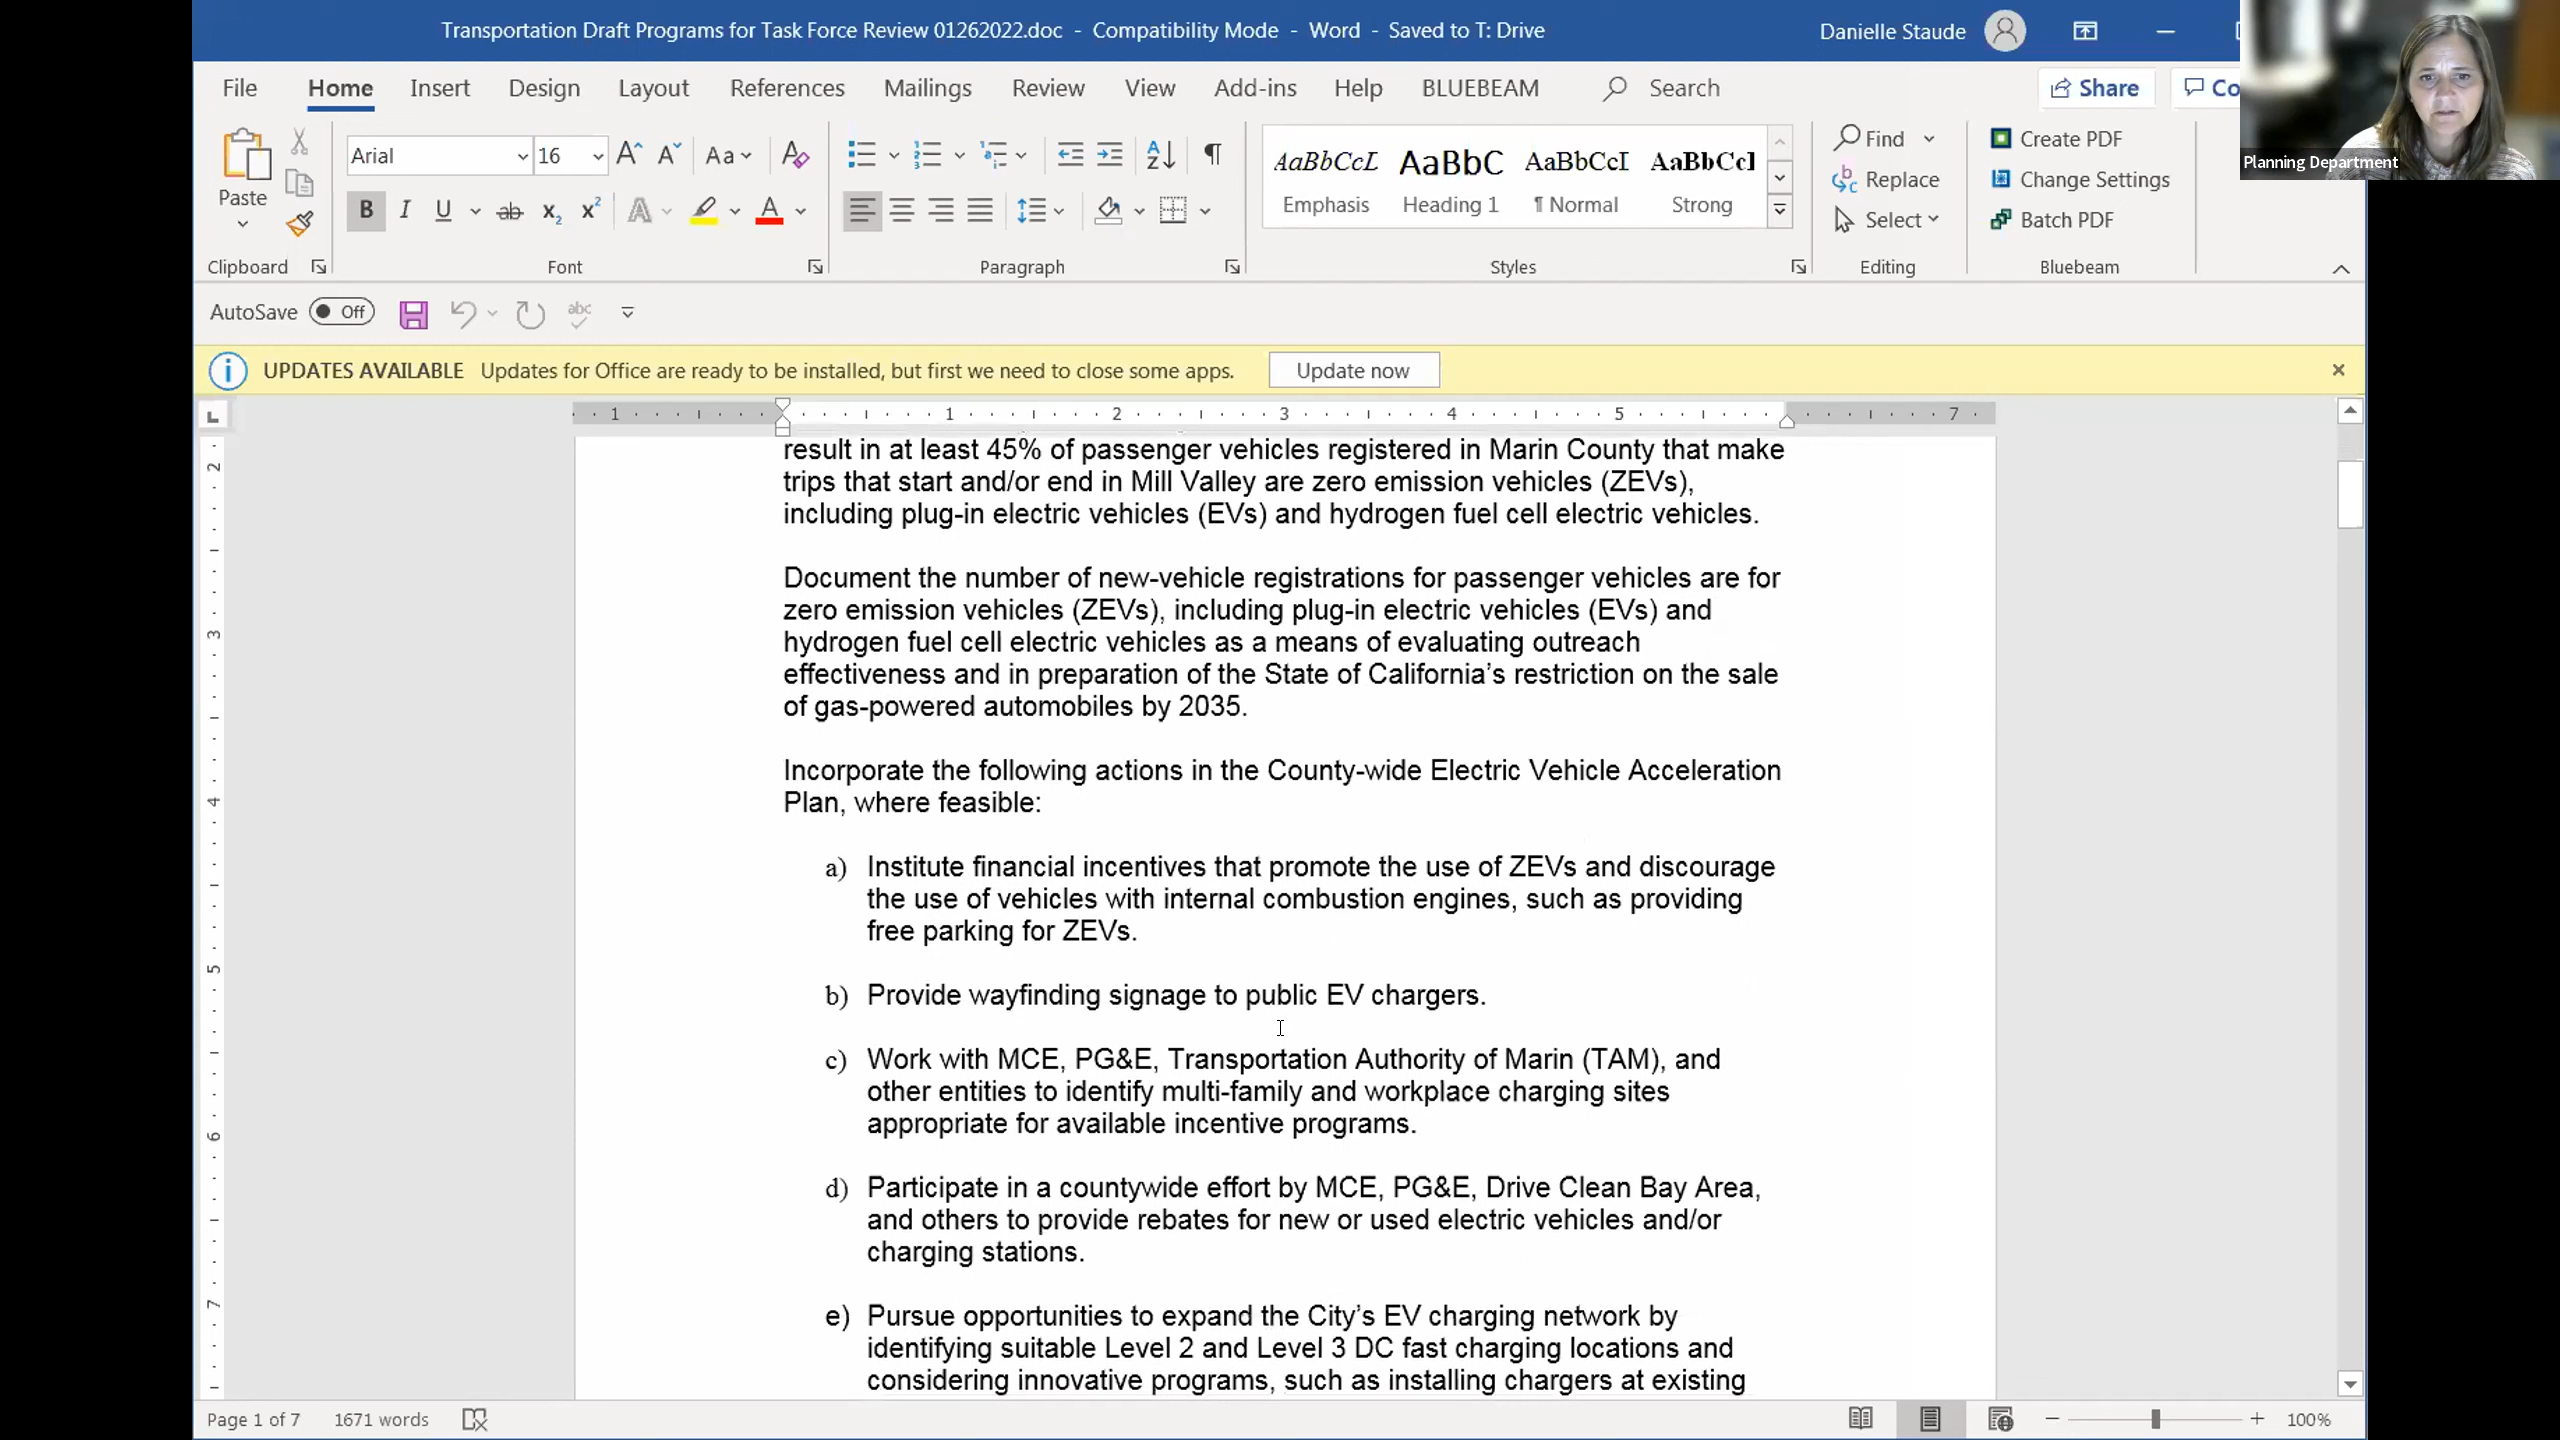 Transportation Draft Programs for Task Force Review 01262022.doc - Compatibility Mode - Word - Saved to T: Drive
Danielle Staude
File Home Insert Design Layout References Mailings Review View Add-ins Help BLUEBEAM Search
Share Co
Planning Department
Paste
Arial 16
AaBbCcL AaBbC AaBbCcI AaBbCcI
Emphasis Heading 1 ¶ Normal Strong
Find
Replace
Select
Create PDF
Change Settings
Batch PDF
Clipboard Font Paragraph Styles Editing Bluebeam
AutoSave Off
UPDATES AVAILABLE Updates for Office are ready to be installed, but first we need to close some apps. Update now
1 1 2 3 4 5 7
result in at least 45% of passenger vehicles registered in Marin County that make
trips that start and/or end in Mill Valley are zero emission vehicles (ZEVs),
including plug-in electric vehicles (EVs) and hydrogen fuel cell electric vehicles.
Document the number of new-vehicle registrations for passenger vehicles are for
zero emission vehicles (ZEVs), including plug-in electric vehicles (EVs) and
hydrogen fuel cell electric vehicles as a means of evaluating outreach
effectiveness and in preparation of the State of California's restriction on the sale
of gas-powered automobiles by 2035.
Incorporate the following actions in the County-wide Electric Vehicle Acceleration
Plan, where feasible:
a) Institute financial incentives that promote the use of ZEVs and discourage
the use of vehicles with internal combustion engines, such as providing
free parking for ZEVs.
b) Provide wayfinding signage to public EV chargers.
c) Work with MCE, PG&E, Transportation Authority of Marin (TAM), and
other entities to identify multi-family and workplace charging sites
appropriate for available incentive programs.
d) Participate in a countywide effort by MCE, PG&E, Drive Clean Bay Area,
and others to provide rebates for new or used electric vehicles and/or
charging stations.
e) Pursue opportunities to expand the City's EV charging network by
identifying suitable Level 2 and Level 3 DC fast charging locations and
considering innovative programs, such as installing chargers at existing
Page 1 of 7 1671 words 100%